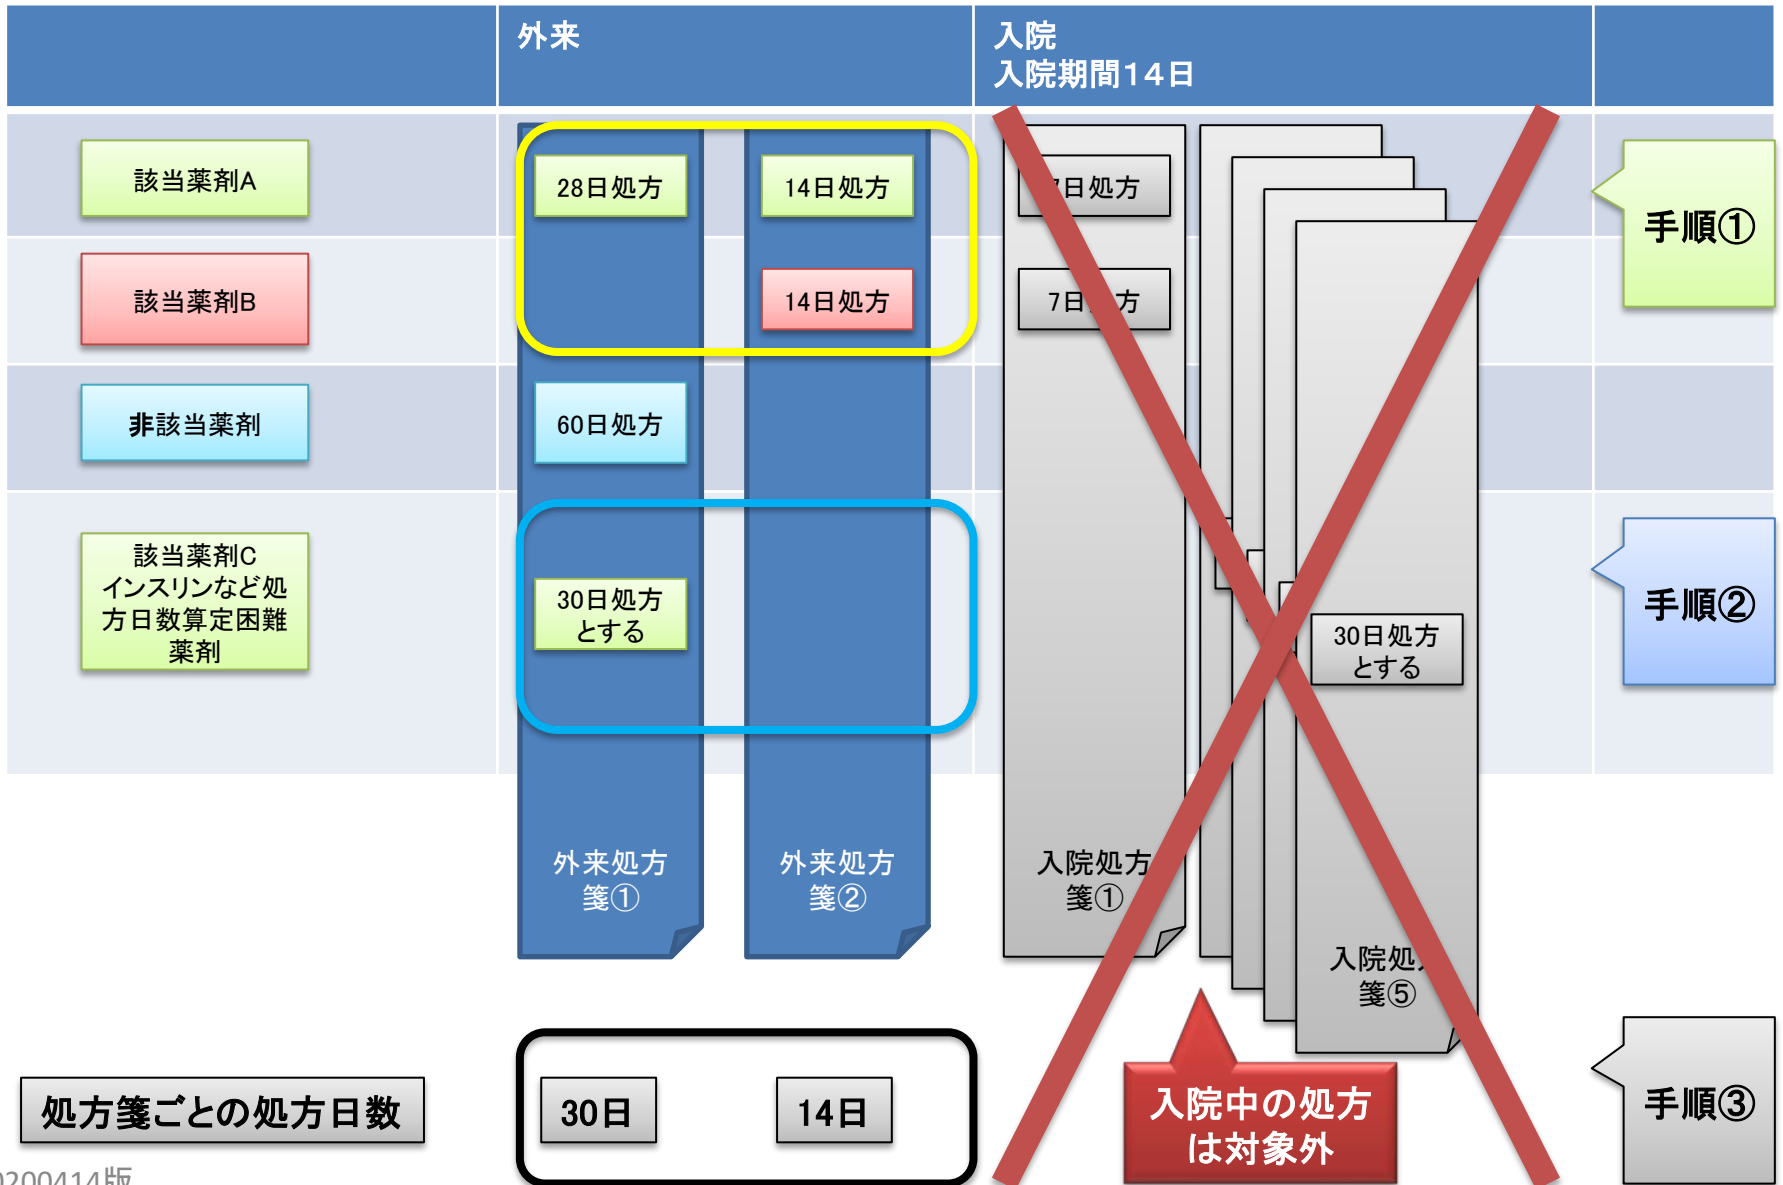 外来
入院
入院期間14日
該当薬剤A
28日処方
14日処方
日処方
手順①
該当薬剤B
14日処方
7日 方
非該当薬剤
60日処方
該当薬剤C
インスリンなど処
方日数算定困難
薬剤
30日処方
とする
30日処方
とする
手順②
外来処方
箋①
外来処方
箋②
入院処方
箋①
入院処
箋⑤
処方箋ごとの処方日数
30日
14日
入院中の処方
は対象外
手順③
0200414版